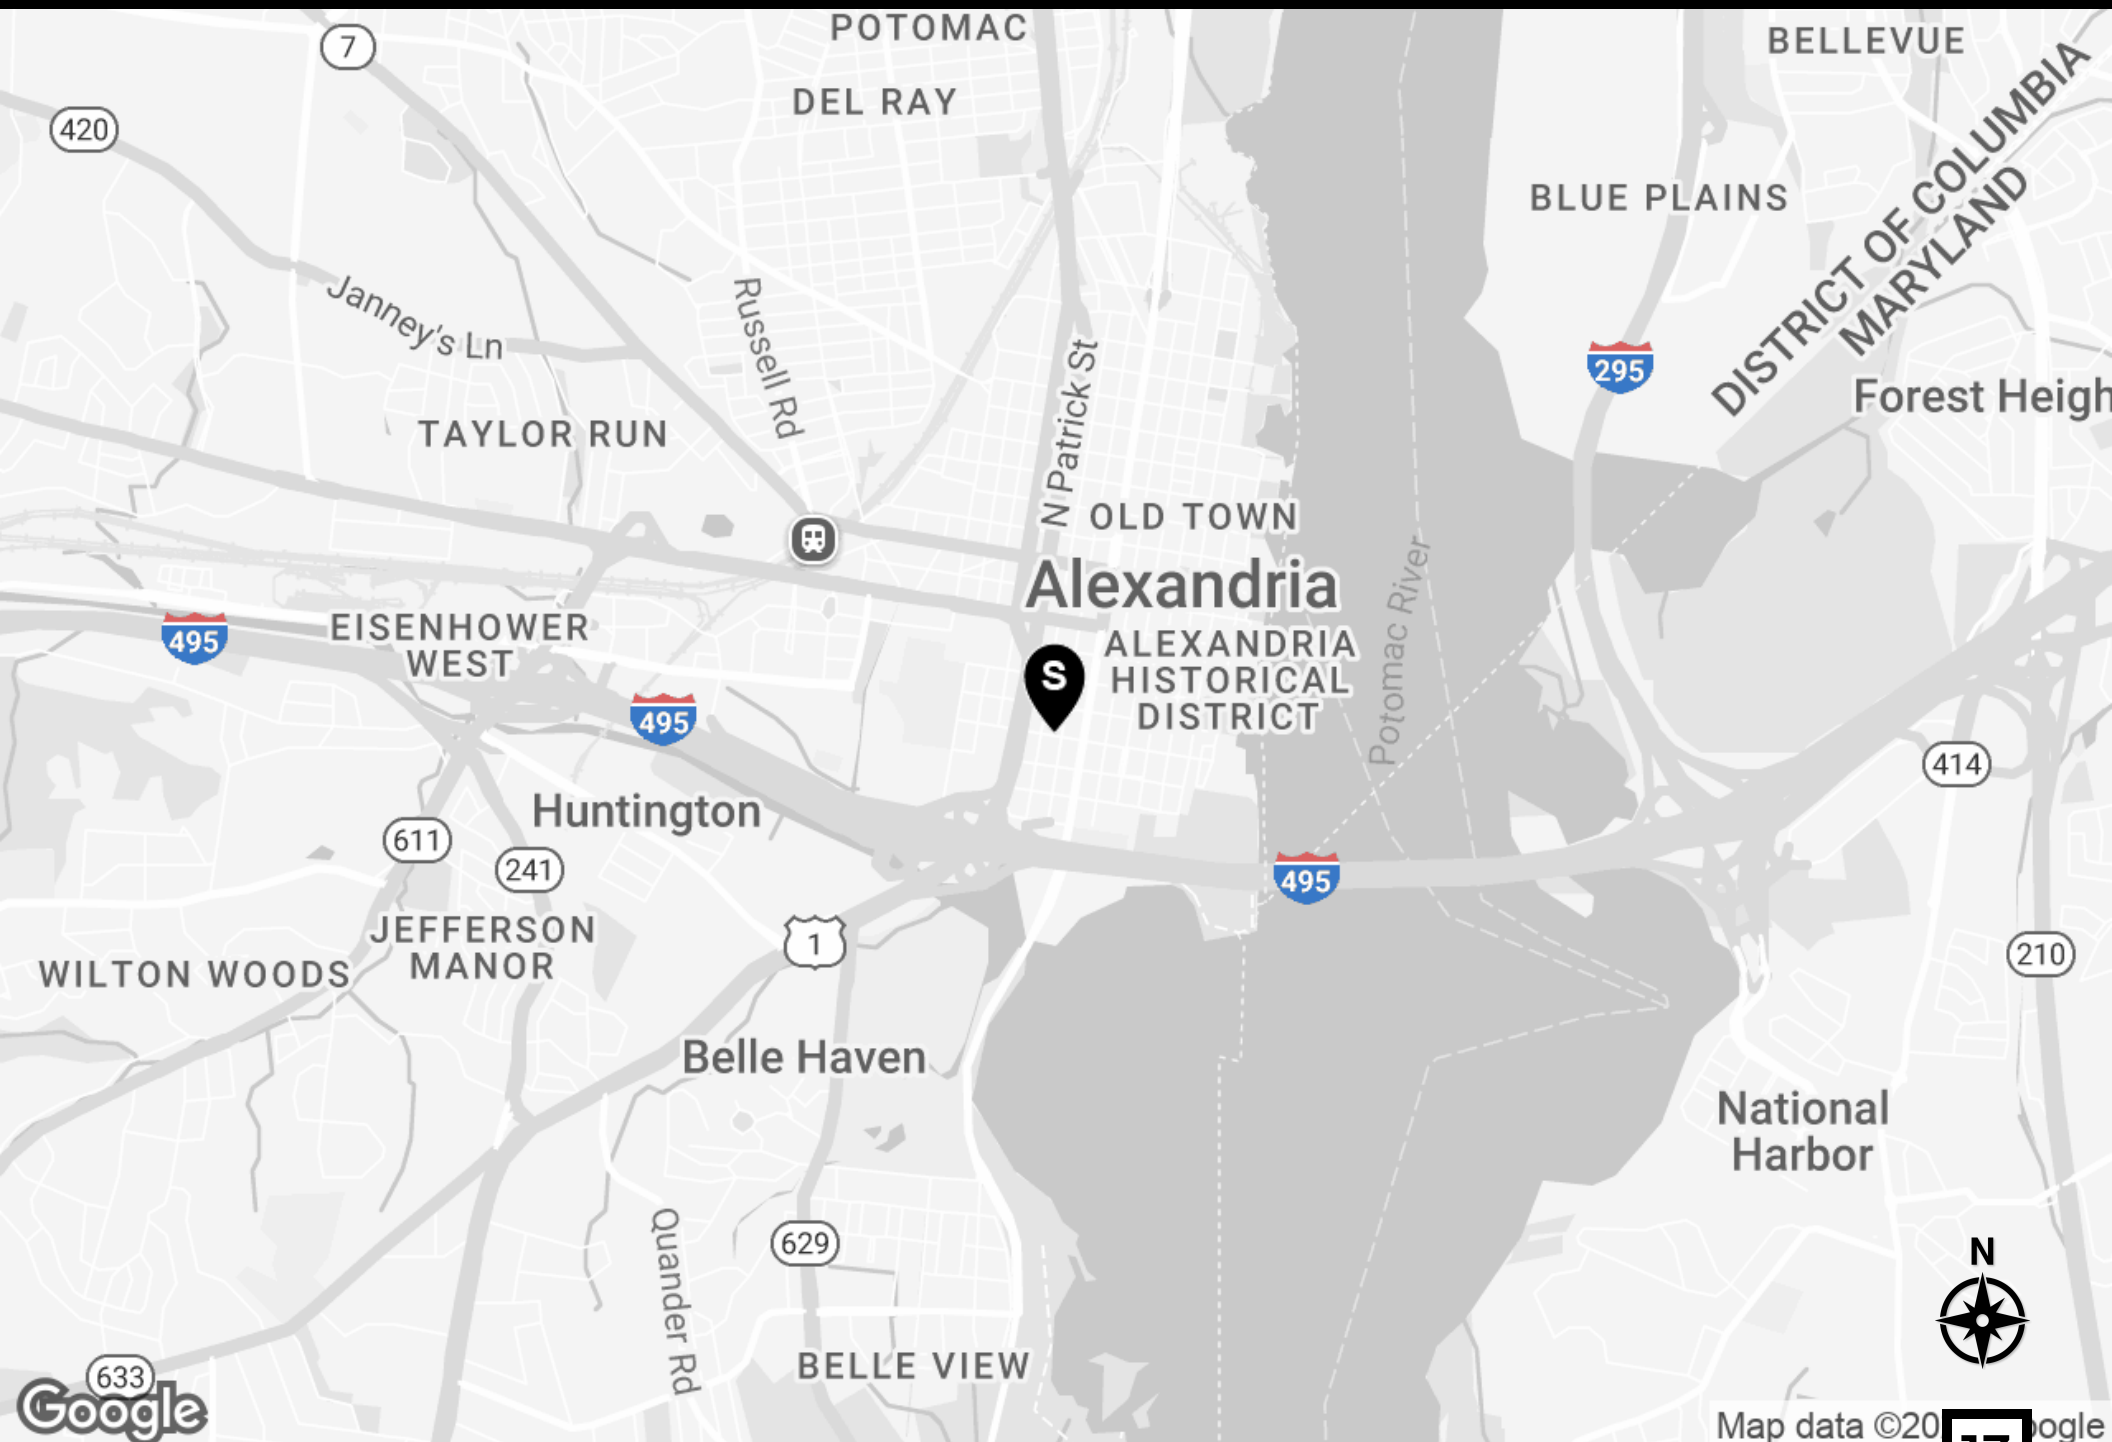 POTOMAC
7
BELLEVUE
DEL RAY
420
DISTRICT OF COLUMBIA
MARYLAND
BLUE PLAINS
Janney's Ln
Russell Rd
N Patrick St
295
Forest Heigh
TAYLOR RUN
OLD TOWN
Alexandria
Potomac River
495
EISENHOWER
WEST
ALEXANDRIA
HISTORICAL
DISTRICT
S
495
414
Huntington
611
241
495
JEFFERSON
MANOR
1
WILTON WOODS
210
Belle Haven
National
Harbor
Quander Rd
629
N
BELLE VIEW
633
Google
Map data ©20
oogle